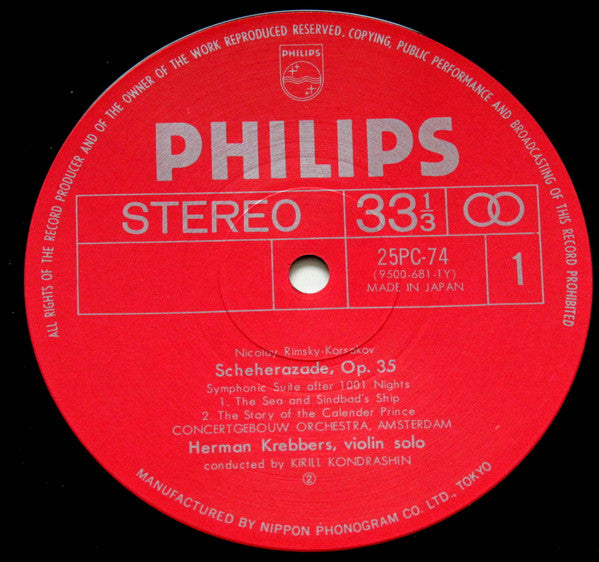 ALL RIGHTS OF THE RECORD PRODUCER AND OF THE OWNER OF THE WORK REPRODUCED RESERVED, COPYING, PUBLIC PERFORMANCE AND BROADCASTING OF THIS RECORD PROHIBITED
PHILIPS
PHILIPS
STEREO 33 1/3
25PC-74
(9500-681-1Y)
MADE IN JAPAN
1
Nicolay Rimsky-Korsakov
Scheherazade, Op. 35
Symphonic Suite after 1001 Nights
1. The Sea and Sindbad's Ship
2. The Story of the Calender Prince
CONCERTGEBOUW ORCHESTRA, AMSTERDAM
Herman Krebbers, violin solo
conducted by KIRILL KONDRASHIN
②
MANUFACTURED BY NIPPON PHONOGRAM CO. LTD., TOKYO